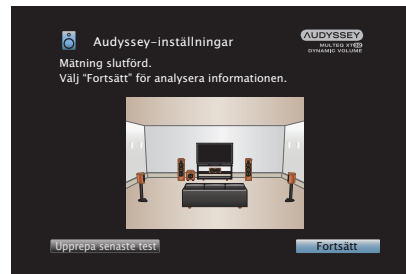 Audyssey-inställningar
AUDYSSEY
MULTEQ XT32
DYNAMIC VOLUME
Mätning slutförd.
Välj "Fortsätt" för analysera informationen.
Upprepa senaste test
Fortsätt